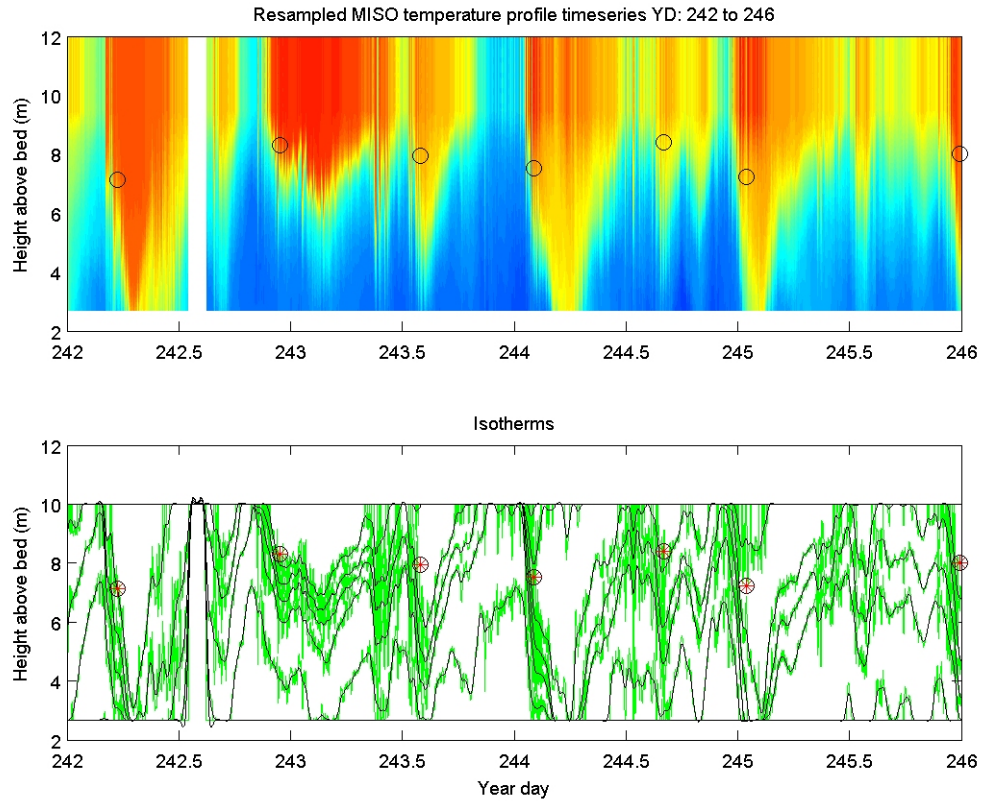 Resampled MISO temperature profile timeseries YD: 242 to 246
Height above bed (m)
12
10
8
6
4
2
242 242.5 243 243.5 244 244.5 245 245.5 246
Isotherms
Height above bed (m)
12
10
8
6
4
2
242 242.5 243 243.5 244 244.5 245 245.5 246
Year day